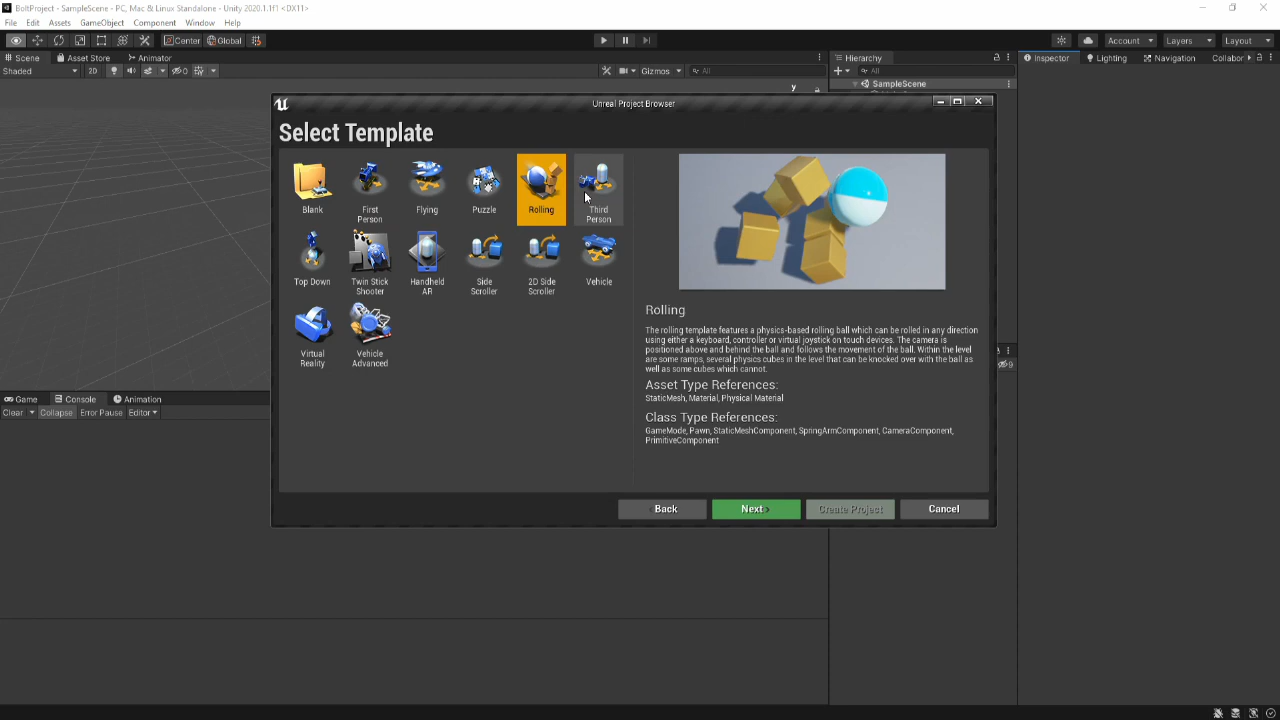 BoltProject - SampleScene - PC, Mac & Linux Standalone - Unity 2020.1.1f1 <DX11>
File Edit Assets GameObject Component Window Help
Center Global Account Layers Layout
Scene Asset Store Animator Hierarchy Inspector Lighting Navigation Collabor
Shaded 2D 0 Gizmos All All
y SampleScene
Unreal Project Browser
Select Template
Blank
First
Person
Flying
Puzzle
Rolling
Third
Person
Top Down
Twin Stick
Shooter
Handheld
AR
Side
Scroller
2D Side
Scroller
Vehicle
Virtual
Reality
Vehicle
Advanced
Rolling
The rolling template features a physics-based rolling ball which can be rolled in any direction
using either a keyboard, controller or virtual joystick on touch devices. The camera is
positioned above and behind the ball and follows the movement of the ball. Within the level
are some ramps, several physics cubes in the level that can be knocked over with the ball as
well as some cubes which cannot.
Asset Type References:
StaticMesh, Material, Physical Material
Class Type References:
GameMode, Pawn, StaticMeshComponent, SpringArmComponent, CameraComponent,
PrimitiveComponent
Back Next Create Project Cancel
9
Game Console Animation
Clear Collapse Error Pause Editor